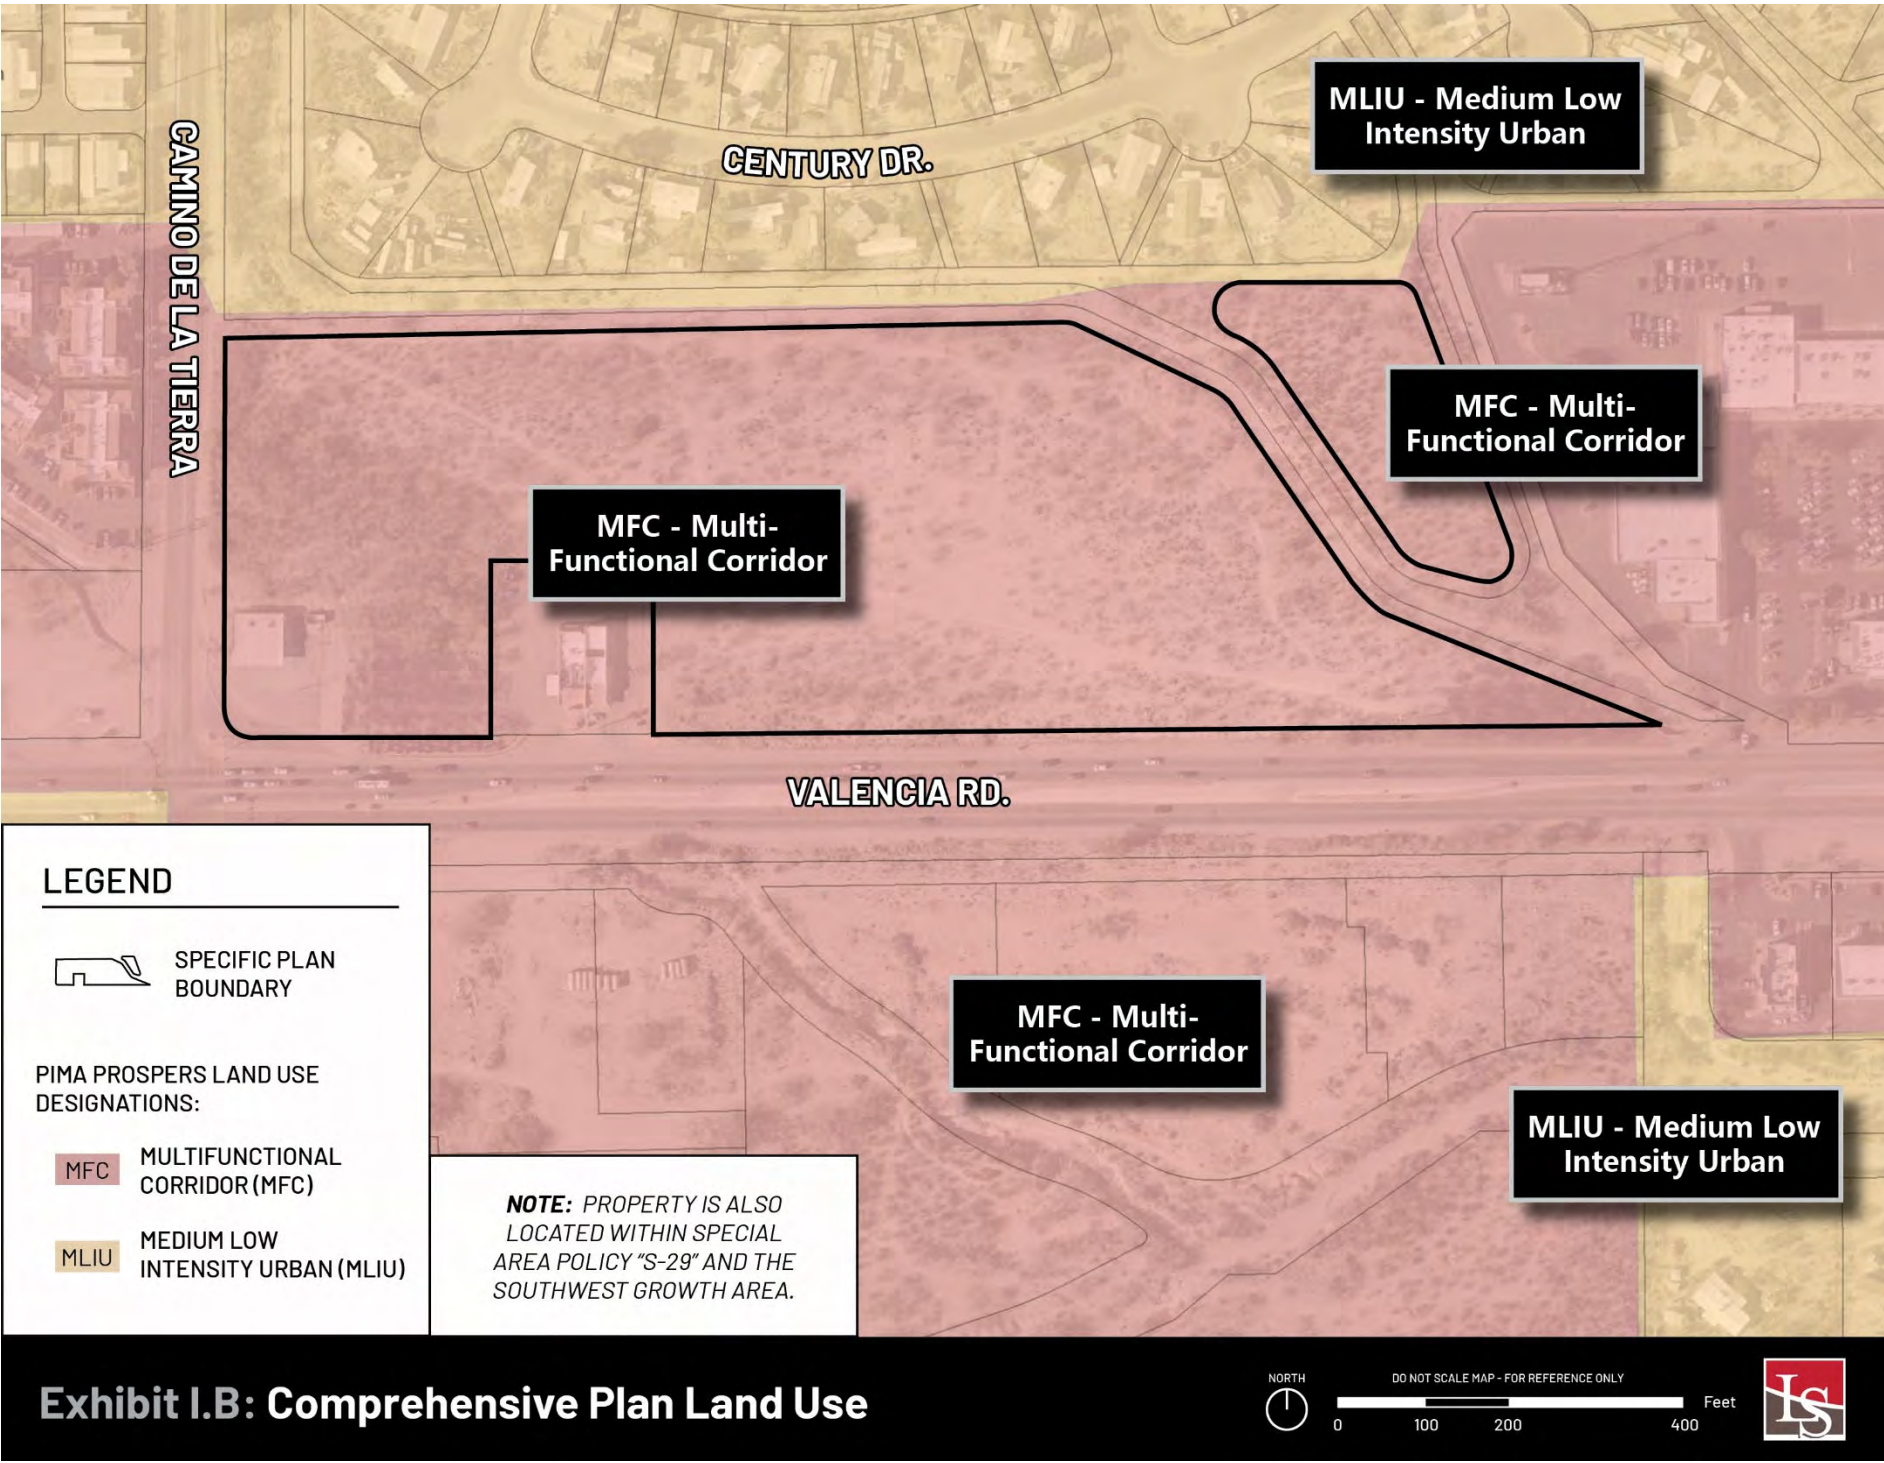 MLIU - Medium Low
Intensity Urban
CENTURY DR.
CAMINO DE LA TIERRA
MFC - Multi-
Functional Corridor
MFC - Multi-
Functional Corridor
VALENCIA RD.
MFC - Multi-
Functional Corridor
MLIU - Medium Low
Intensity Urban
LEGEND
SPECIFIC PLAN
BOUNDARY
PIMA PROSPERS LAND USE
DESIGNATIONS:
MFC
MULTIFUNCTIONAL
CORRIDOR (MFC)
MLIU
MEDIUM LOW
INTENSITY URBAN (MLIU)
NOTE: PROPERTY IS ALSO
LOCATED WITHIN SPECIAL
AREA POLICY “S-29” AND THE
SOUTHWEST GROWTH AREA.
Exhibit I.B: Comprehensive Plan Land Use
NORTH
DO NOT SCALE MAP - FOR REFERENCE ONLY
Feet
0 100 200 400
LS